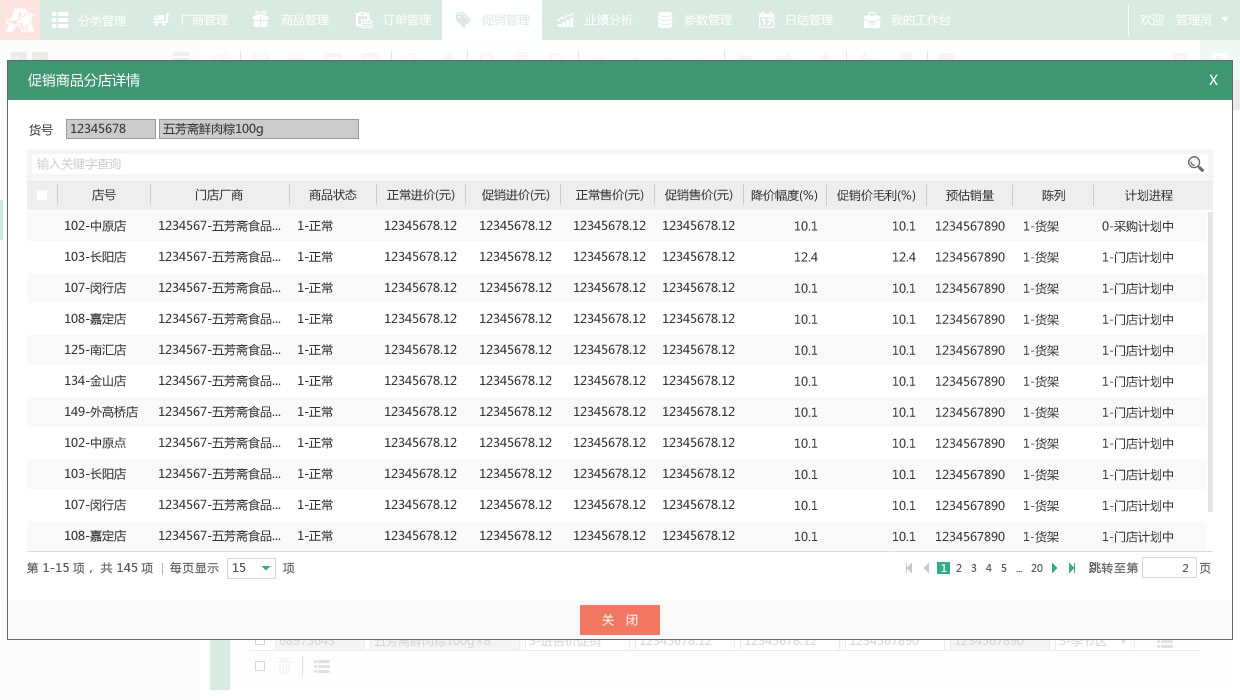 分类管理 厂商管理 商品管理 订单管理 促销管理 业绩分析 参数管理 日结管理 我的工作台 欢迎，管理员
促销商品分店详情 X
货号 12345678 五芳斋鲜肉粽100g
输入关键字查询
店号 门店厂商 商品状态 正常进价(元) 促销进价(元) 正常售价(元) 促销售价(元) 降价幅度(%) 促销价毛利(%) 预估销量 陈列 计划进程
102-中原店 1234567-五芳斋食品... 1-正常 12345678.12 12345678.12 12345678.12 12345678.12 10.1 10.1 1234567890 1-货架 0-采购计划中
103-长阳店 1234567-五芳斋食品... 1-正常 12345678.12 12345678.12 12345678.12 12345678.12 12.4 12.4 1234567890 1-货架 1-门店计划中
107-闵行店 1234567-五芳斋食品... 1-正常 12345678.12 12345678.12 12345678.12 12345678.12 10.1 10.1 1234567890 1-货架 1-门店计划中
108-嘉定店 1234567-五芳斋食品... 1-正常 12345678.12 12345678.12 12345678.12 12345678.12 10.1 10.1 1234567890 1-货架 1-门店计划中
125-南汇店 1234567-五芳斋食品... 1-正常 12345678.12 12345678.12 12345678.12 12345678.12 10.1 10.1 1234567890 1-货架 1-门店计划中
134-金山店 1234567-五芳斋食品... 1-正常 12345678.12 12345678.12 12345678.12 12345678.12 10.1 10.1 1234567890 1-货架 1-门店计划中
149-外高桥店 1234567-五芳斋食品... 1-正常 12345678.12 12345678.12 12345678.12 12345678.12 10.1 10.1 1234567890 1-货架 1-门店计划中
102-中原点 1234567-五芳斋食品... 1-正常 12345678.12 12345678.12 12345678.12 12345678.12 10.1 10.1 1234567890 1-货架 1-门店计划中
103-长阳店 1234567-五芳斋食品... 1-正常 12345678.12 12345678.12 12345678.12 12345678.12 10.1 10.1 1234567890 1-货架 1-门店计划中
107-闵行店 1234567-五芳斋食品... 1-正常 12345678.12 12345678.12 12345678.12 12345678.12 10.1 10.1 1234567890 1-货架 1-门店计划中
108-嘉定店 1234567-五芳斋食品... 1-正常 12345678.12 12345678.12 12345678.12 12345678.12 10.1 10.1 1234567890 1-货架 1-门店计划中
第 1-15 项，共 145 项 | 每页显示 15 项 1 2 3 4 5 ... 20 跳转至第 2 页
关 闭